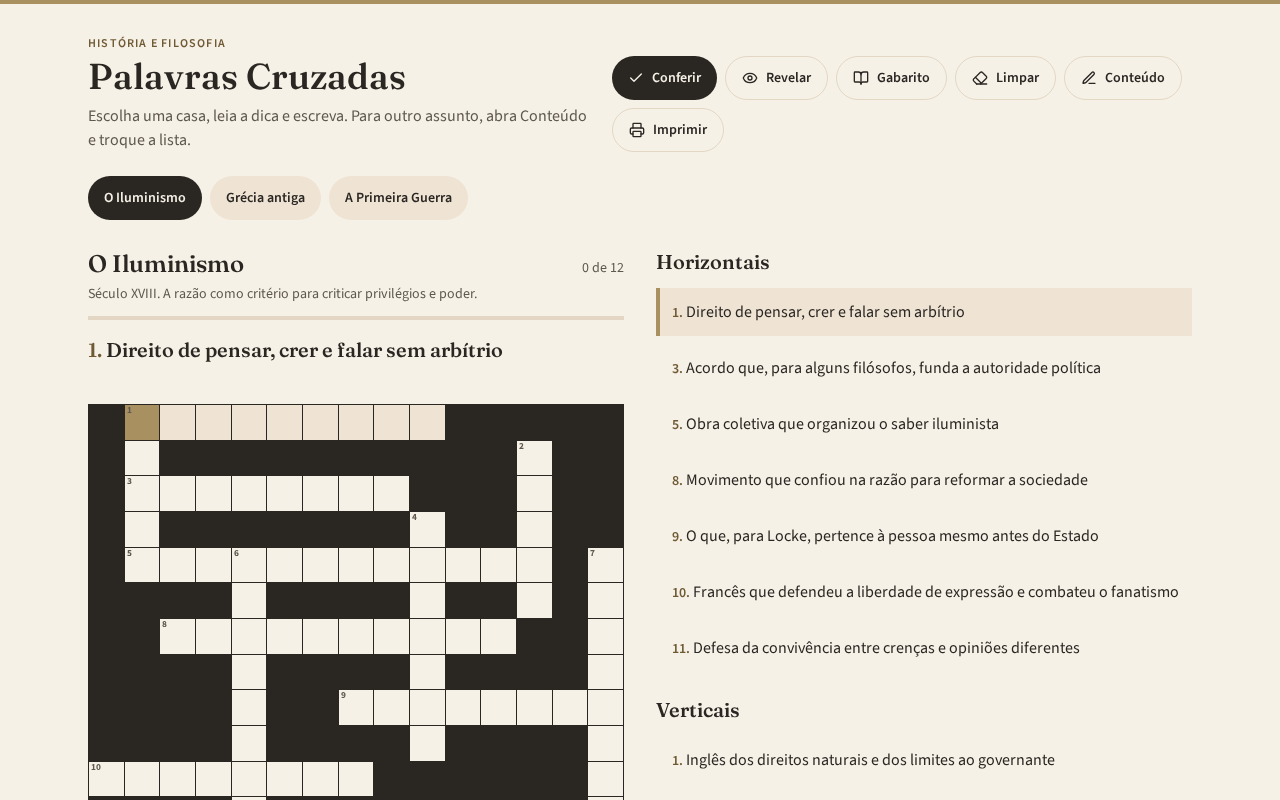 HISTÓRIA E FILOSOFIA
Palavras Cruzadas
Escolha uma casa, leia a dica e escreva. Para outro assunto, abra Conteúdo
e troque a lista.
Conferir
Revelar
Gabarito
Limpar
Conteúdo
Imprimir
O Iluminismo
Grécia antiga
A Primeira Guerra
O Iluminismo
0 de 12
Século XVIII. A razão como critério para criticar privilégios e poder.
1. Direito de pensar, crer e falar sem arbítrio
1
2
3
4
5
6
7
8
9
10
Horizontais
1. Direito de pensar, crer e falar sem arbítrio
3. Acordo que, para alguns filósofos, funda a autoridade política
5. Obra coletiva que organizou o saber iluminista
8. Movimento que confiou na razão para reformar a sociedade
9. O que, para Locke, pertence à pessoa mesmo antes do Estado
10. Francês que defendeu a liberdade de expressão e combateu o fanatismo
11. Defesa da convivência entre crenças e opiniões diferentes
Verticais
1. Inglês dos direitos naturais e dos limites ao governante